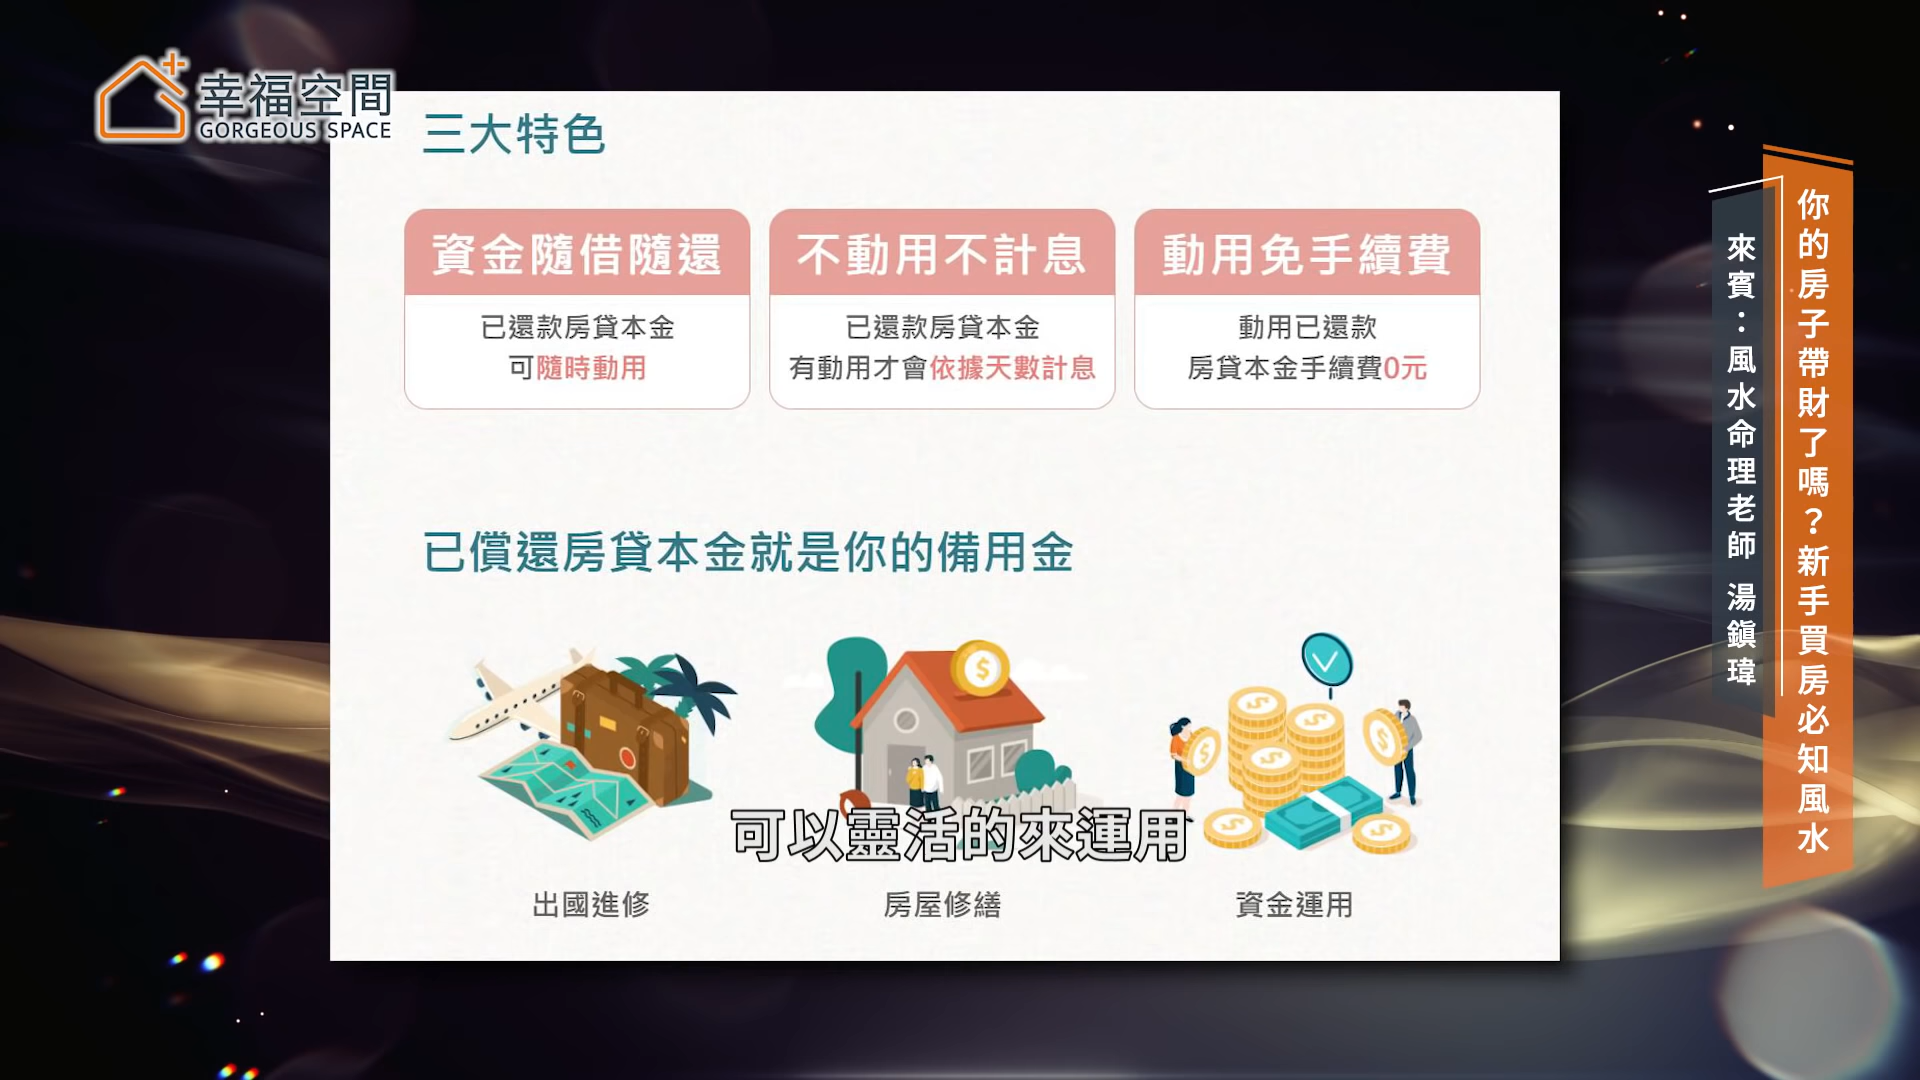 幸福空間
GORGEOUS SPACE
三大特色
資金隨借隨還
已還款房貸本金
可隨時動用
不動用不計息
已還款房貸本金
有動用才會依據天數計息
動用免手續費
動用已還款
房貸本金手續費0元
已償還房貸本金就是你的備用金
出國進修
房屋修繕
資金運用
可以靈活的來運用
你的房子帶財了嗎？新手買房必知風水
來賓：風水命理老師 湯鎮瑋